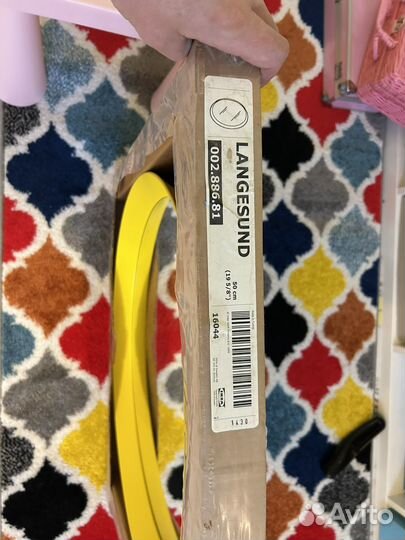 LANGESUND
002.886.81
50 cm
(19 5/8")
16044
IKEA
1430
Avito